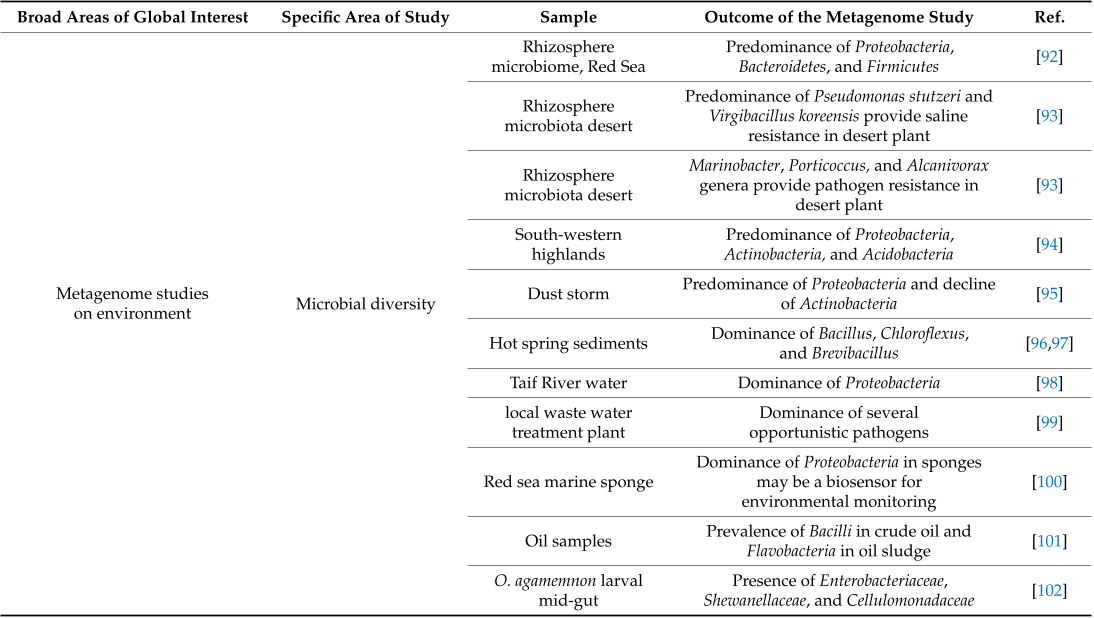 Broad Areas of Global Interest Specific Area of Study Sample Outcome of the Metagenome Study Ref.
Metagenome studies
on environment
Microbial diversity
Rhizosphere
microbiome, Red Sea
Predominance of Proteobacteria,
Bacteroidetes, and Firmicutes
[92]
Rhizosphere
microbiota desert
Predominance of Pseudomonas stutzeri and
Virgibacillus koreensis provide saline
resistance in desert plant
[93]
Rhizosphere
microbiota desert
Marinobacter, Porticoccus, and Alcanivorax
genera provide pathogen resistance in
desert plant
[93]
South-western
highlands
Predominance of Proteobacteria,
Actinobacteria, and Acidobacteria
[94]
Dust storm
Predominance of Proteobacteria and decline
of Actinobacteria
[95]
Hot spring sediments
Dominance of Bacillus, Chloroflexus,
and Brevibacillus
[96,97]
Taif River water
Dominance of Proteobacteria
[98]
local waste water
treatment plant
Dominance of several
opportunistic pathogens
[99]
Red sea marine sponge
Dominance of Proteobacteria in sponges
may be a biosensor for
environmental monitoring
[100]
Oil samples
Prevalence of Bacilli in crude oil and
Flavobacteria in oil sludge
[101]
O. agamemnon larval
mid-gut
Presence of Enterobacteriaceae,
Shewanellaceae, and Cellulomonadaceae
[102]